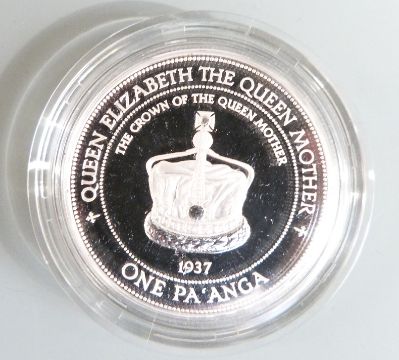 QUEEN ELIZABETH THE QUEEN MOTHER
THE CROWN OF THE QUEEN MOTHER
1937
ONE PA'ANGA